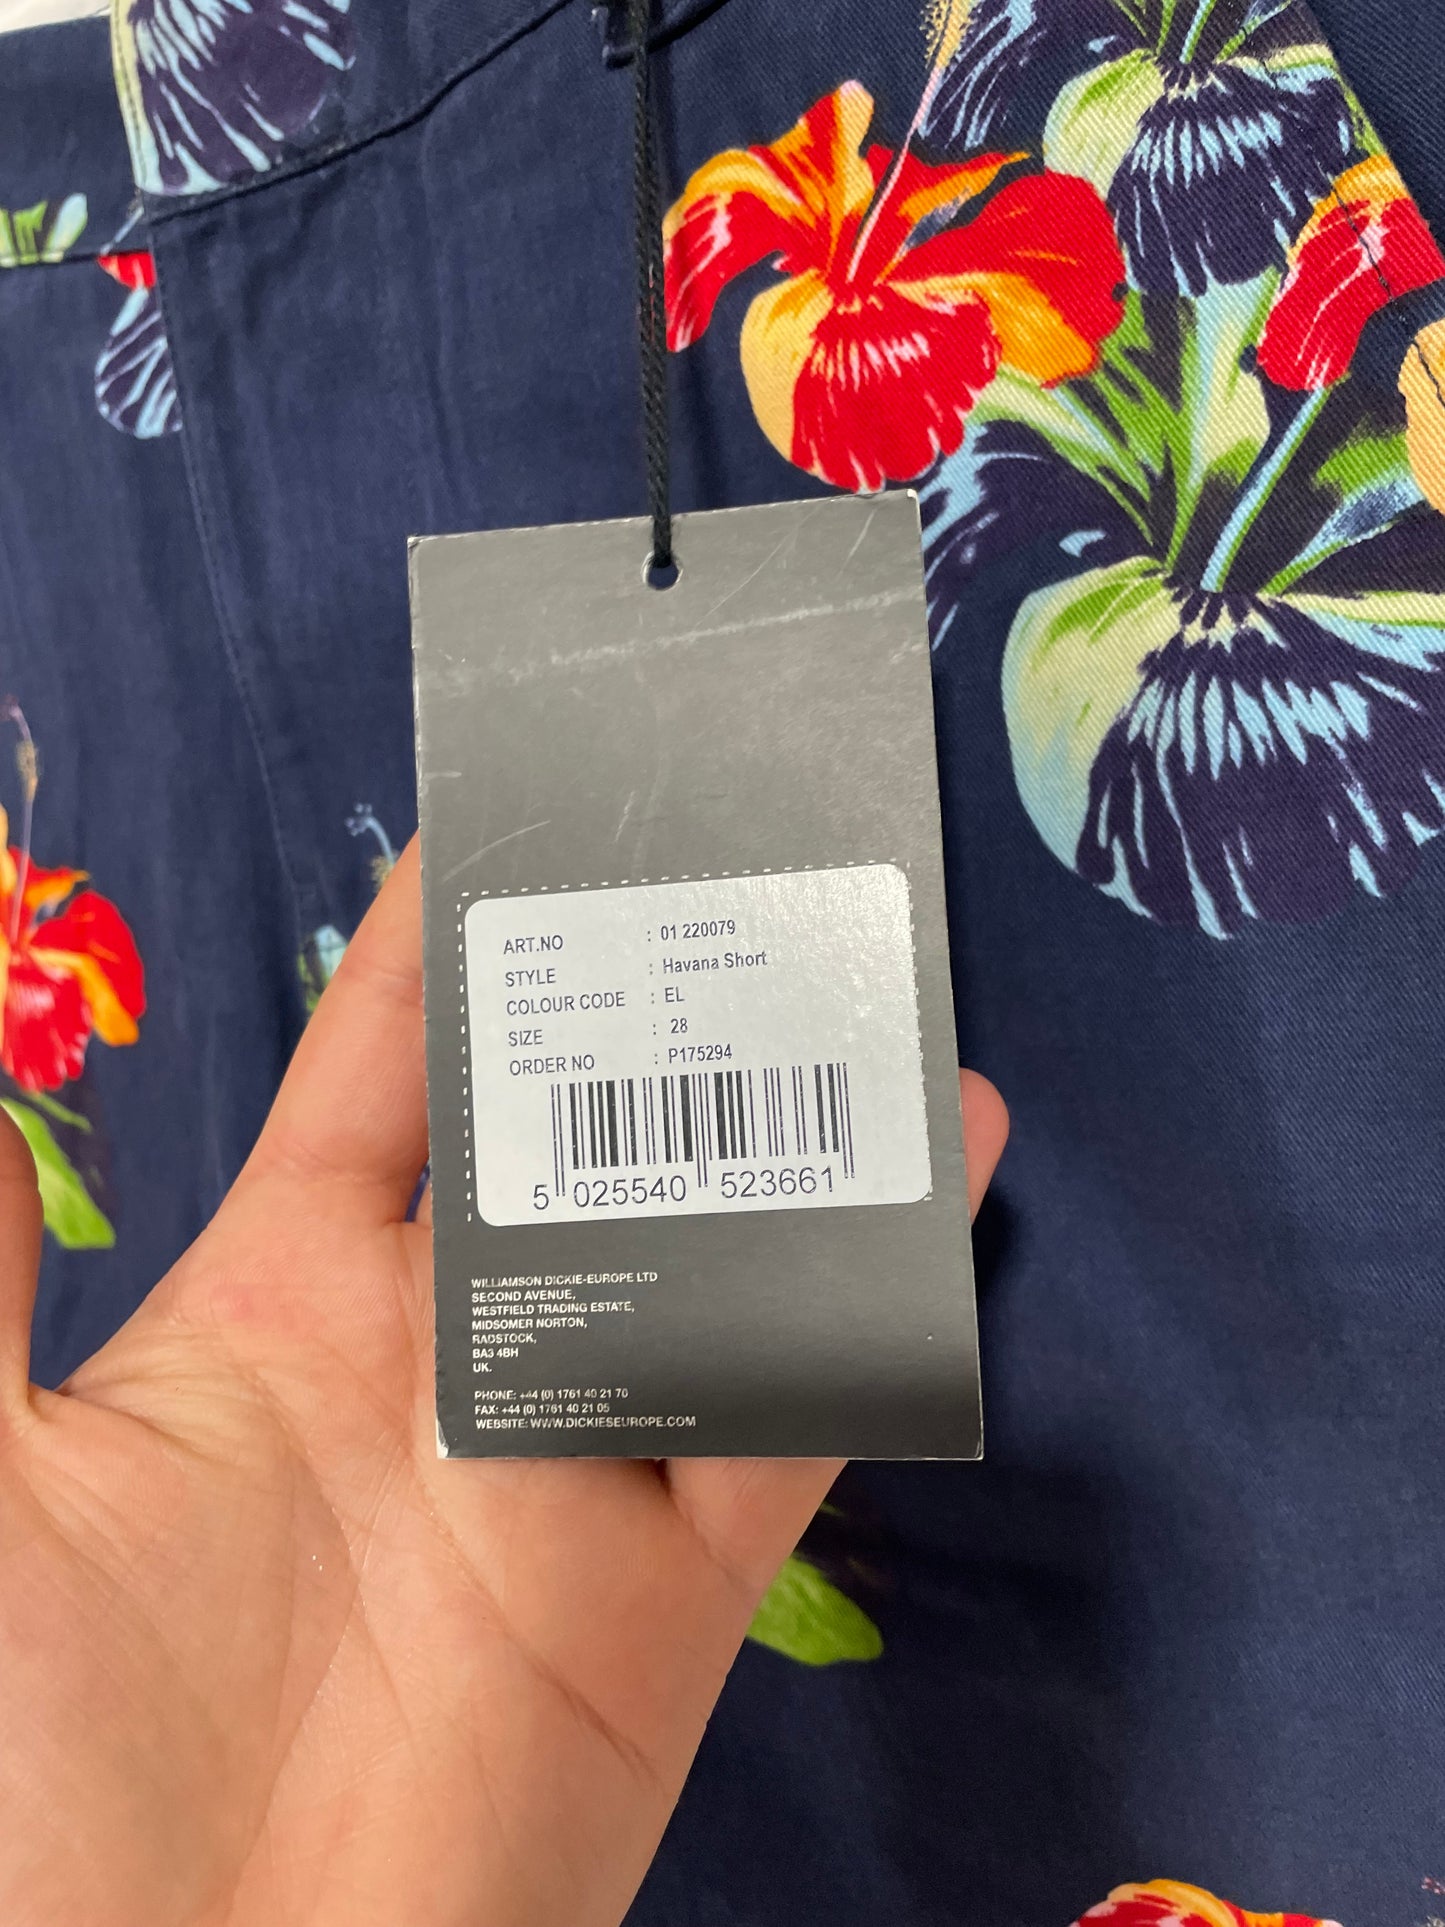 ART.NO : 01 220079
STYLE : Havana Short
COLOUR CODE : EL
SIZE : 28
ORDER NO : P175294
5 025540 523661
WILLIAMSON DICKIE-EUROPE LTD
SECOND AVENUE,
WESTFIELD TRADING ESTATE,
MIDSOMER NORTON,
RADSTOCK,
BA3 4BH
UK.
PHONE: +44 (0) 1761 40 21 70
FAX: +44 (0) 1761 40 21 05
WEBSITE: WWW.DICKIESEUROPE.COM